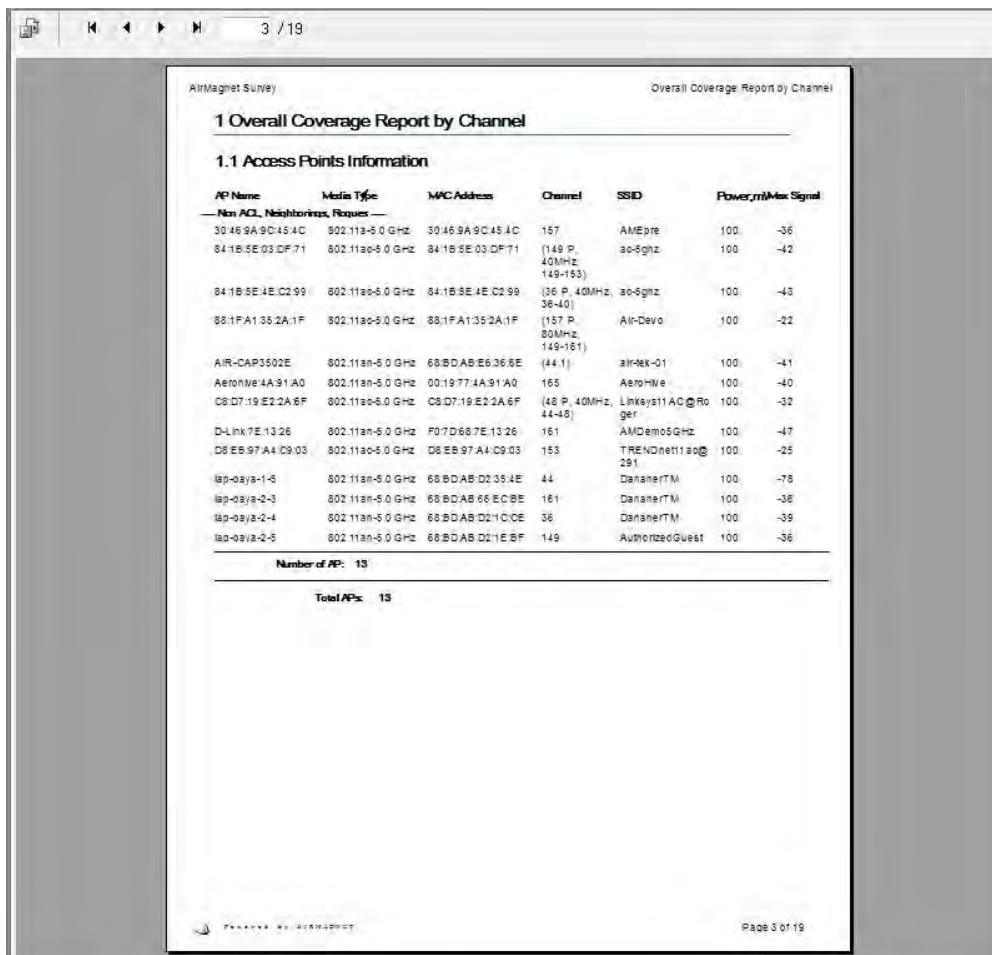 3 / 19
AirMagnet Survey Overall Coverage Report by Channel
1 Overall Coverage Report by Channel
1.1 Access Points Information
AP Name Media Type MAC Address Channel SSID Power,mW Max Signal
Non ACL, Neighborings, Rogues
30:46:9A:9C:45:4C 802.11a-5.0 GHz 30:46:9A:9C:45:4C 157 AMEpre 100 -36
84:1B:5E:03:DF:71 802.11ac-5.0 GHz 84:1B:5E:03:DF:71 (149 P, ac-5ghz 100 -42
40MHz,
149-153)
84:1B:5E:4E:C2:99 802.11ac-5.0 GHz 84:1B:5E:4E:C2:99 (36 P, 40MHz, ac-5ghz 100 -43
36-40)
88:1F:A1:35:2A:1F 802.11ac-5.0 GHz 88:1F:A1:35:2A:1F (157 P, Air-Devo 100 -22
80MHz,
149-161)
AIR-CAP3502E 802.11an-5.0 GHz 68:BD:AB:E6:36:6E (44,1) air-tek-01 100 -41
Aerohive:4A:91:A0 802.11an-5.0 GHz 00:19:77:4A:91:A0 165 AeroHive 100 -40
C8:D7:19:E2:2A:6F 802.11ac-5.0 GHz C8:D7:19:E2:2A:6F (48 P, 40MHz, Linksys11AC@Ro 100 -32
44-48) ger
D-Link:7E:13:26 802.11an-5.0 GHz F0:7D:68:7E:13:26 161 AMDemo5GHz 100 -47
D8:EB:97:A4:C9:03 802.11ac-5.0 GHz D8:EB:97:A4:C9:03 153 TRENDnet11ac@ 100 -25
291
lap-oaya-1-5 802.11an-5.0 GHz 68:BD:AB:D2:35:4E 44 DanaherTM 100 -78
lap-oaya-2-3 802.11an-5.0 GHz 68:BD:AB:66:EC:BE 161 DanaherTM 100 -36
lap-oaya-2-4 802.11an-5.0 GHz 68:BD:AB:D2:1C:CE 36 DanaherTM 100 -39
lap-oaya-2-5 802.11an-5.0 GHz 68:BD:AB:D2:1E:BF 149 AuthorizedGuest 100 -36
Number of AP: 13
Total APs: 13
Powered by AIRMAGNET Page 3 of 19